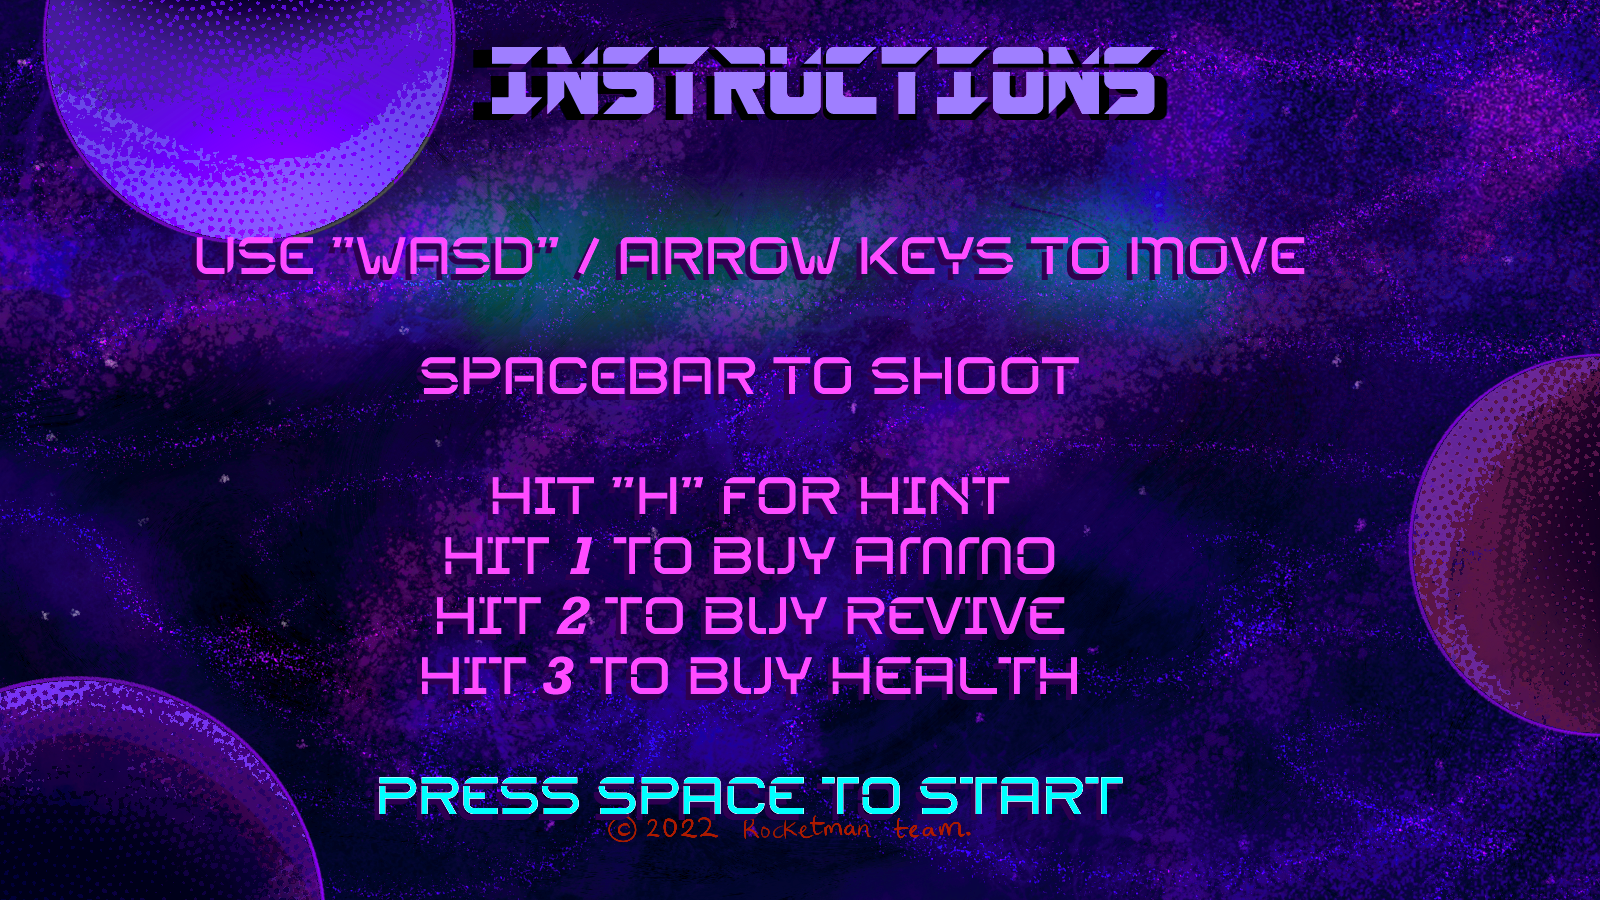 INSTRUCTIONS
USE "WASD" / ARROW KEYS TO MOVE
SPACEBAR TO SHOOT
HIT "H" FOR HINT
HIT 1 TO BUY AMMO
HIT 2 TO BUY REVIVE
HIT 3 TO BUY HEALTH
PRESS SPACE TO START
© 2022 Rocketman team.